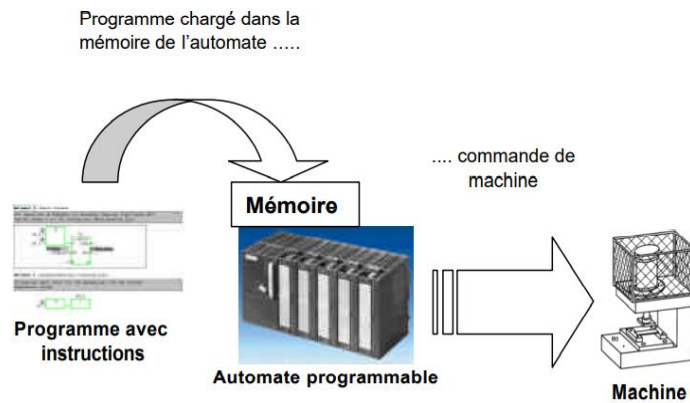 Programme chargé dans la
mémoire de l'automate .....
.... commande de
machine
Mémoire
Programme avec
instructions
Automate programmable
Machine